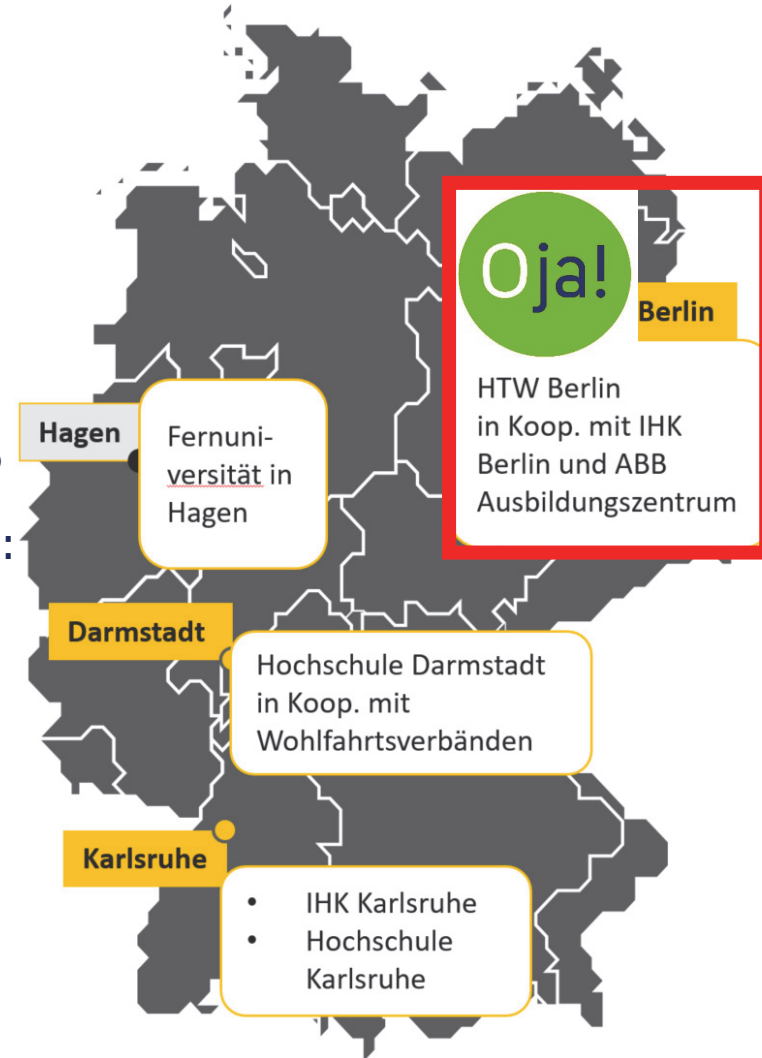 Oja!
Berlin
HTW Berlin
in Koop. mit IHK
Berlin und ABB
Ausbildungszentrum
Hagen
Fernuni-
versität in
Hagen
:
Darmstadt
Hochschule Darmstadt
in Koop. mit
Wohlfahrtsverbänden
Karlsruhe
• IHK Karlsruhe
• Hochschule
Karlsruhe